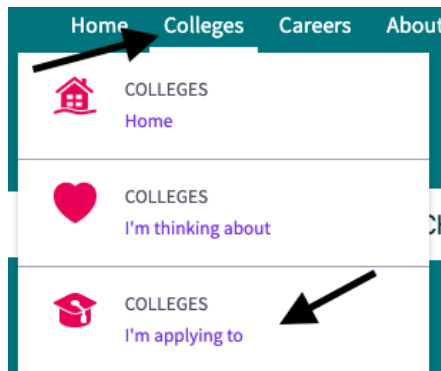 Home Colleges Careers About
COLLEGES
Home
COLLEGES
I'm thinking about
COLLEGES
I'm applying to